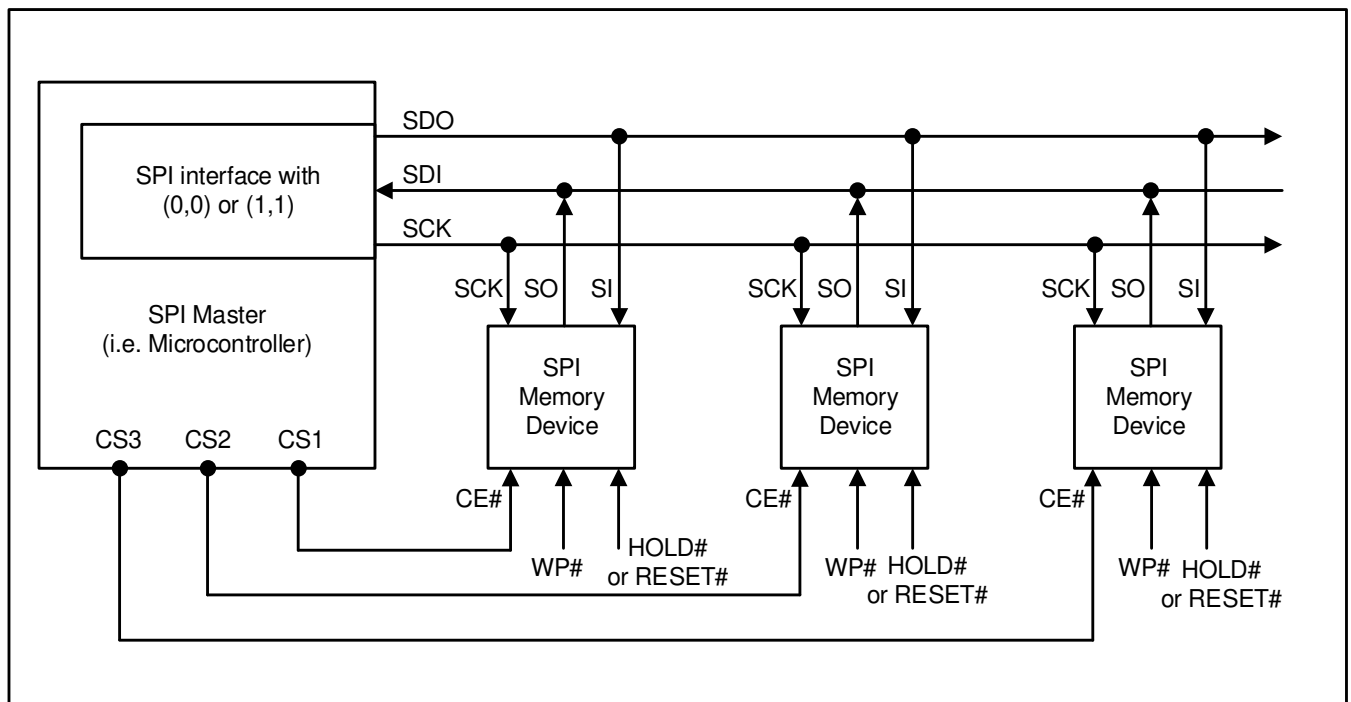 SDO
SPI interface with
(0,0) or (1,1)
SDI
SCK
SPI Master
(i.e. Microcontroller)
SCK SO SI
SCK SO SI
SCK SO SI
SPI
Memory
Device
SPI
Memory
Device
SPI
Memory
Device
CS3 CS2 CS1
CE#
WP#
HOLD#
or RESET#
CE#
WP#
HOLD#
or RESET#
CE#
WP#
HOLD#
or RESET#